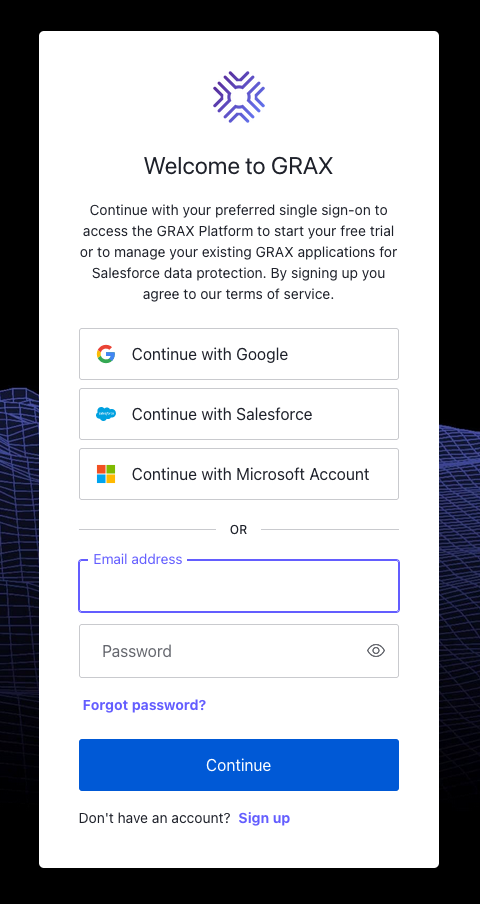 Welcome to GRAX
Continue with your preferred single sign-on to
access the GRAX Platform to start your free trial
or to manage your existing GRAX applications for
Salesforce data protection. By signing up you
agree to our terms of service.
Continue with Google
salesforce
Continue with Salesforce
Continue with Microsoft Account
OR
Email address
Password
Forgot password?
Continue
Don't have an account? Sign up